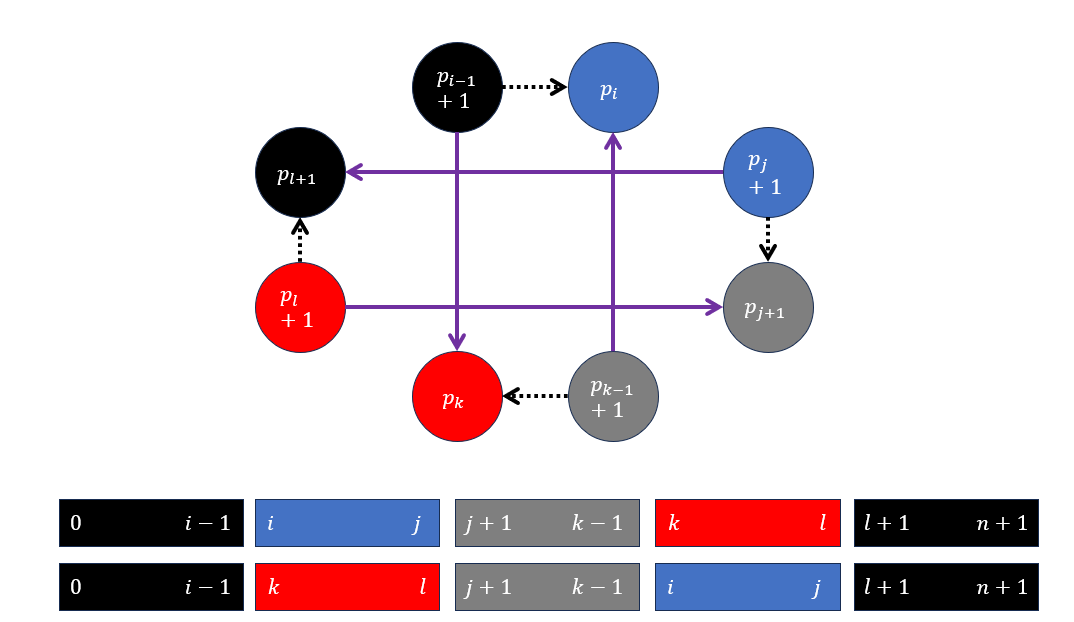 p_{i−1} + 1
p_i
p_{l+1}
p_j + 1
p_l + 1
p_{j+1}
p_k
p_{k−1} + 1
0 i − 1 i j j + 1 k − 1 k l l + 1 n + 1
0 i − 1 k l j + 1 k − 1 i j l + 1 n + 1